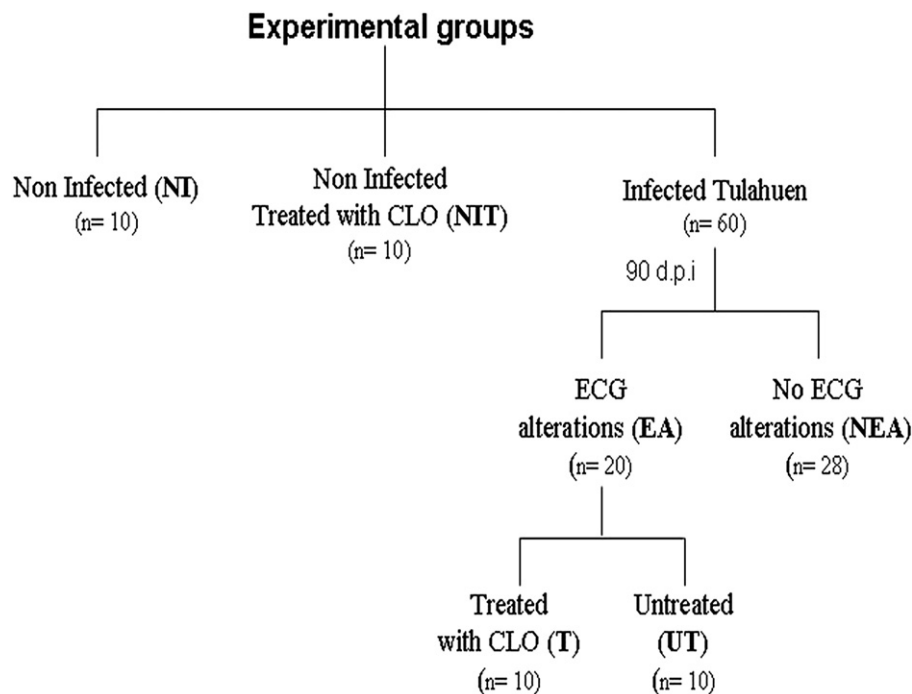 Experimental groups
Non Infected (NI)
(n= 10)
Non Infected
Treated with CLO (NIT)
(n= 10)
Infected Tulahuen
(n= 60)
90 d.p.i
ECG
alterations (EA)
(n= 20)
No ECG
alterations (NEA)
(n= 28)
Treated
with CLO (T)
(n= 10)
Untreated
(UT)
(n= 10)